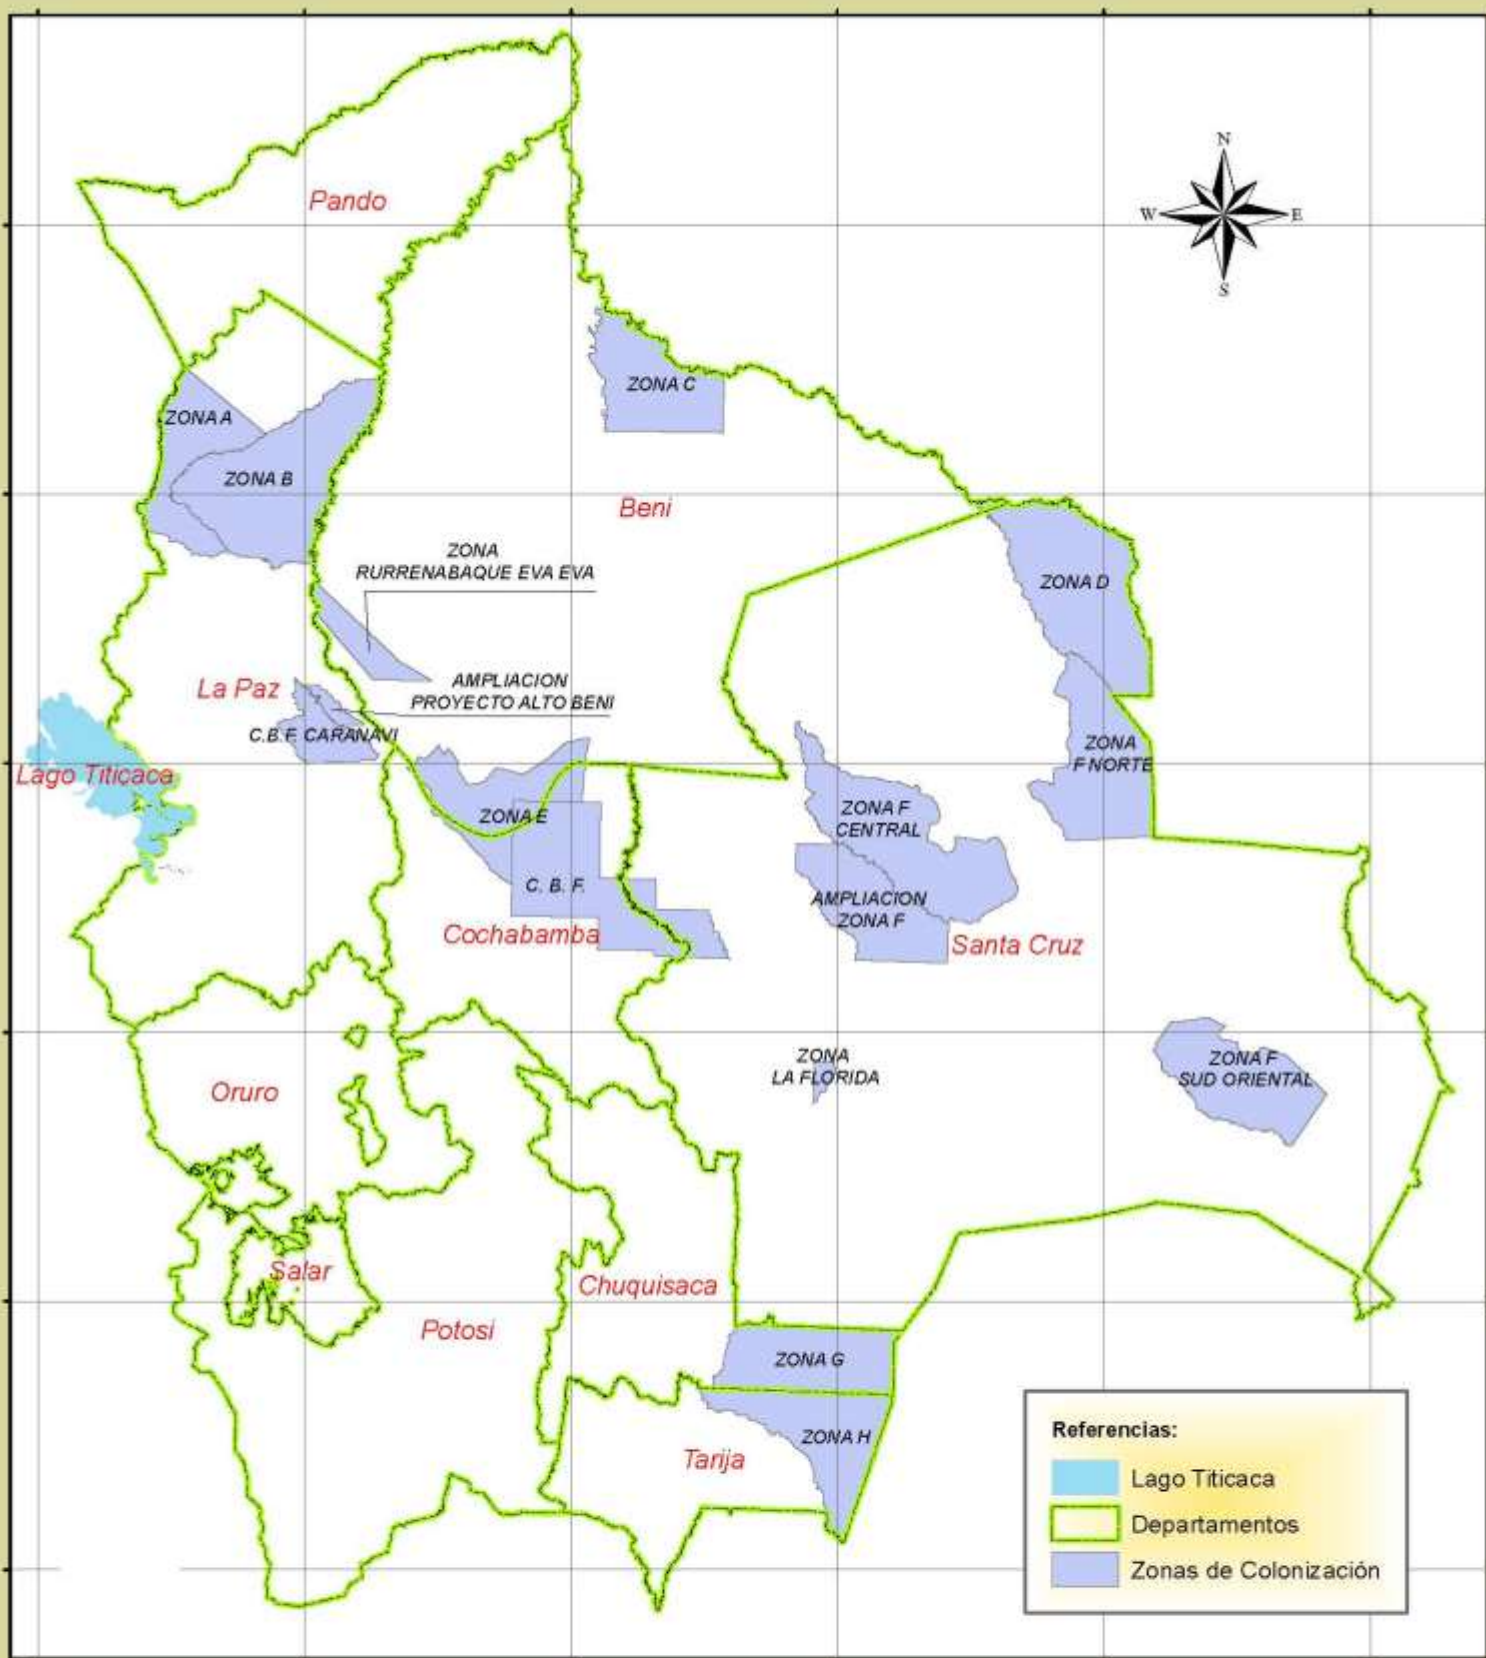 N
W E
S
Pando
ZONA C
ZONA A
ZONA B
Beni
ZONA
RURRENABAQUE EVA EVA
ZONA D
La Paz
AMPLIACION
PROYECTO ALTO BENI
C.B.F. CARANAVI
ZONA
F NORTE
Lago Titicaca
ZONA E
ZONA F
CENTRAL
C. B. F.
AMPLIACION
ZONA F
Cochabamba
Santa Cruz
ZONA
LA FLORIDA
ZONA F
SUD ORIENTAL
Oruro
Salar
Chuquisaca
Potosi
ZONA G
ZONA H
Tarija
Referencias:
Lago Titicaca
Departamentos
Zonas de Colonización